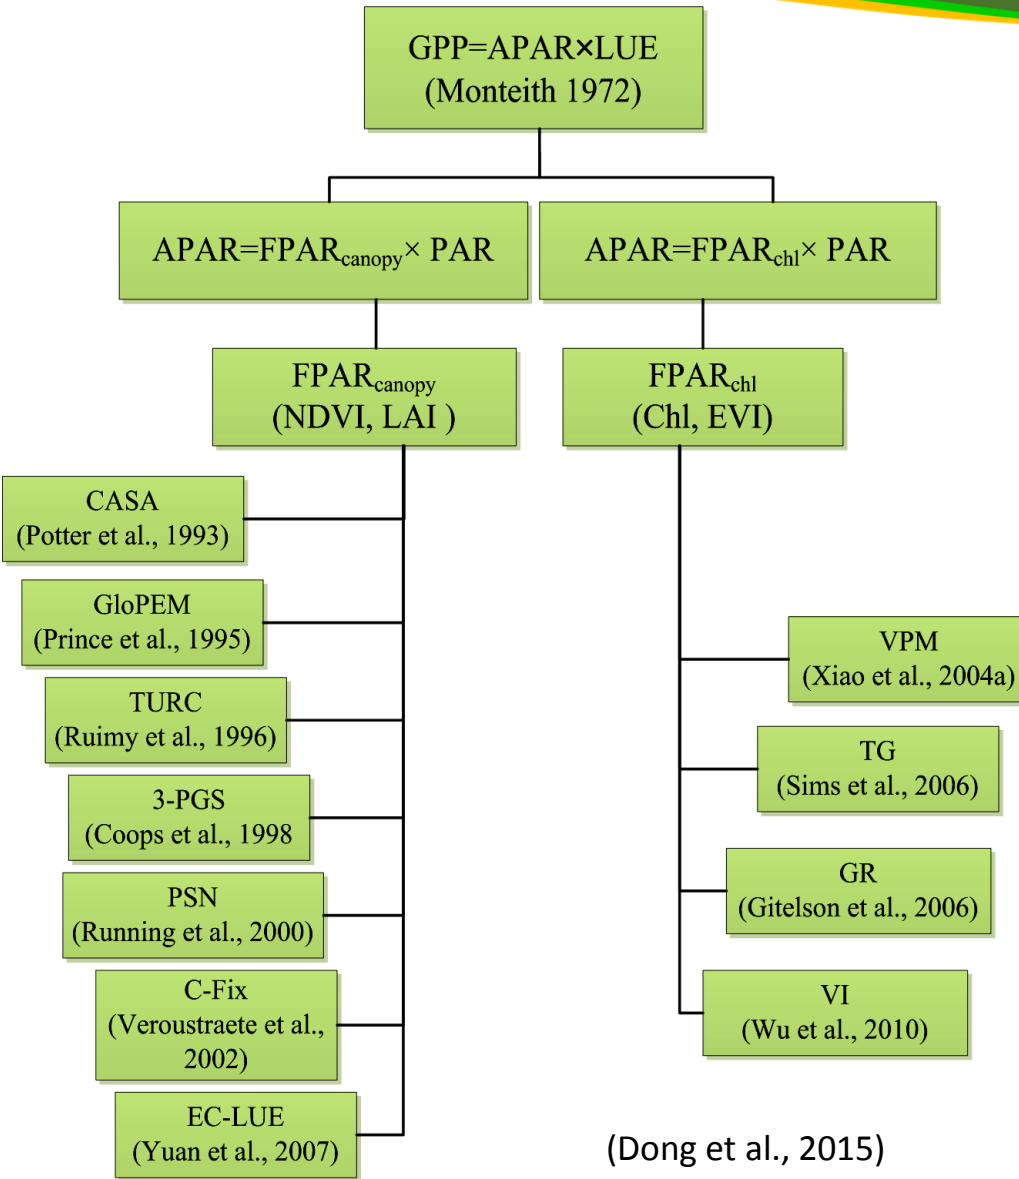 GPP=APAR×LUE
(Monteith 1972)
APAR=FPARcanopy× PAR
APAR=FPARchl× PAR
FPARcanopy
(NDVI, LAI )
FPARchl
(Chl, EVI)
CASA
(Potter et al., 1993)
GloPEM
(Prince et al., 1995)
TURC
(Ruimy et al., 1996)
3-PGS
(Coops et al., 1998
PSN
(Running et al., 2000)
C-Fix
(Veroustraete et al.,
2002)
EC-LUE
(Yuan et al., 2007)
VPM
(Xiao et al., 2004a)
TG
(Sims et al., 2006)
GR
(Gitelson et al., 2006)
VI
(Wu et al., 2010)
(Dong et al., 2015)